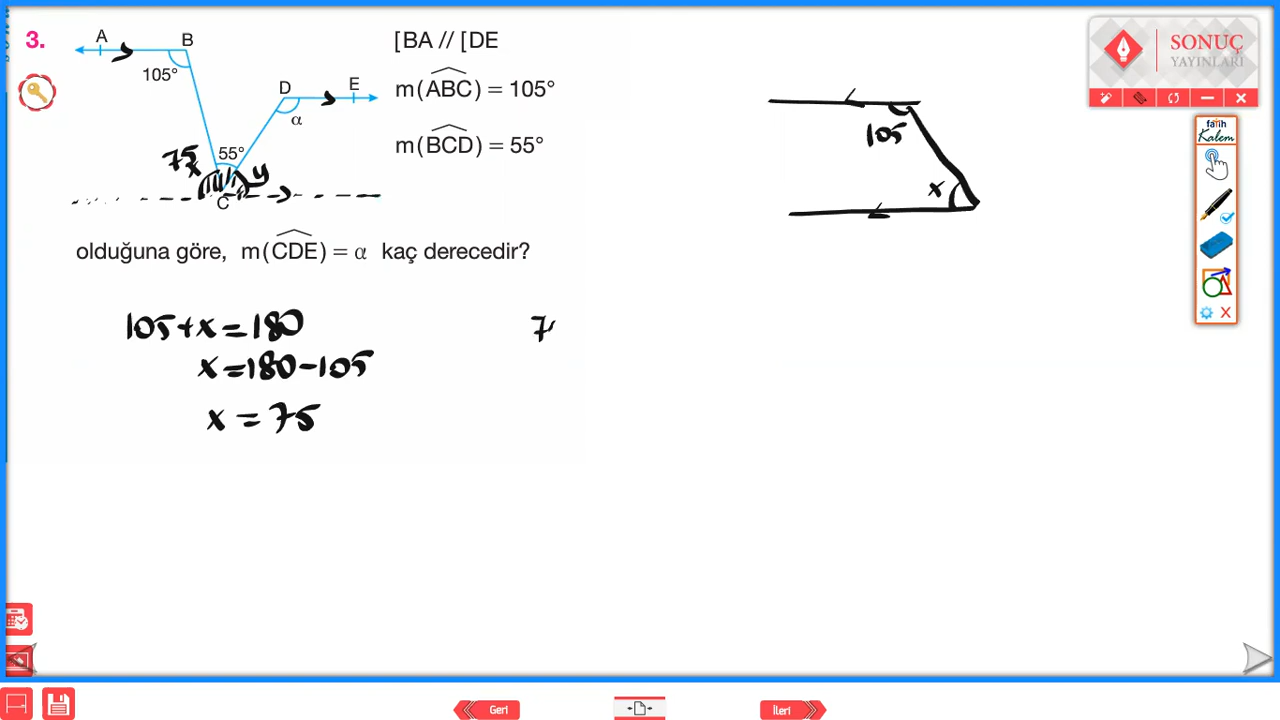 3.
A
B
105°
D
E
α
55°
75
x
y
C
[BA // [DE
m(ABC) = 105°
m(BCD) = 55°
olduğuna göre, m(CDE) = α kaç derecedir?
105+x=180
x=180-105
x=75
7
105
x
SONUÇ
YAYINLARI
fatih
Kalem
Geri
İleri